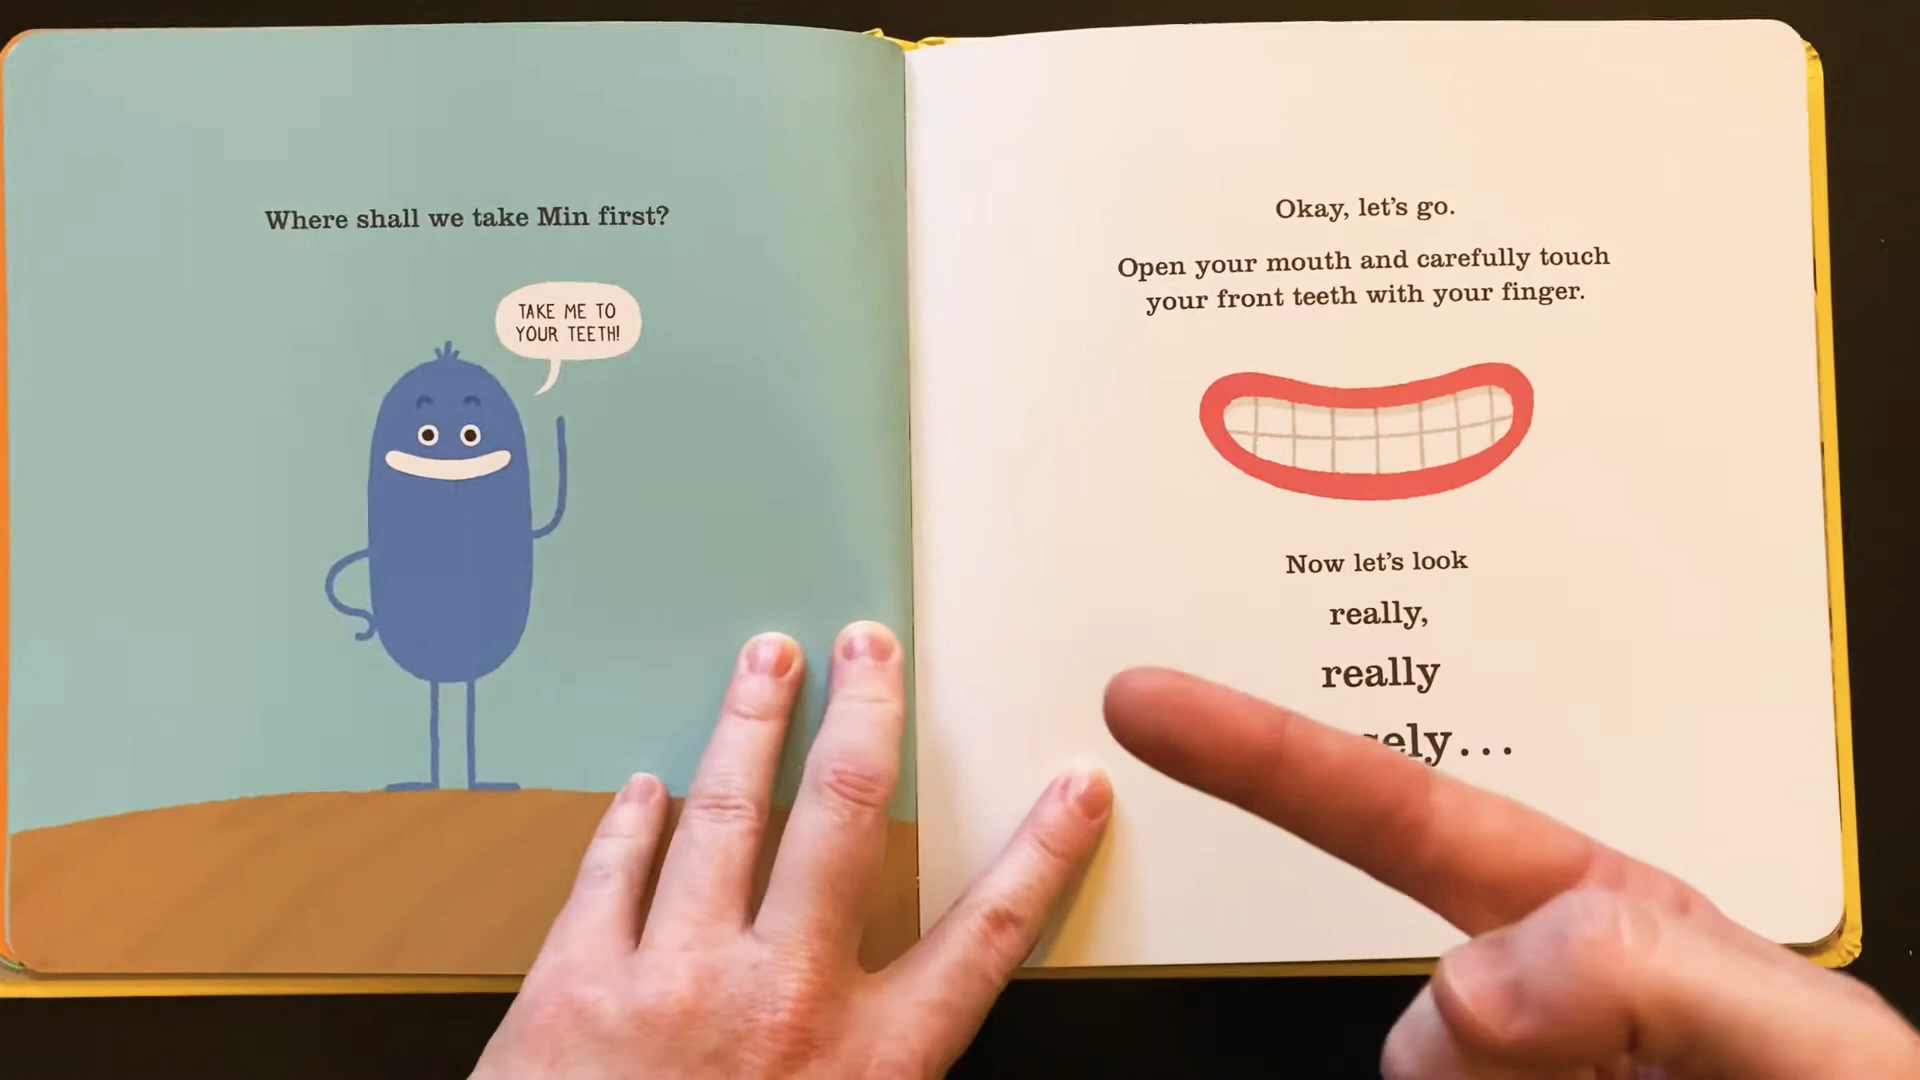 Where shall we take Min first?
TAKE ME TO
YOUR TEETH!
Okay, let's go.
Open your mouth and carefully touch
your front teeth with your finger.
Now let's look
really,
really